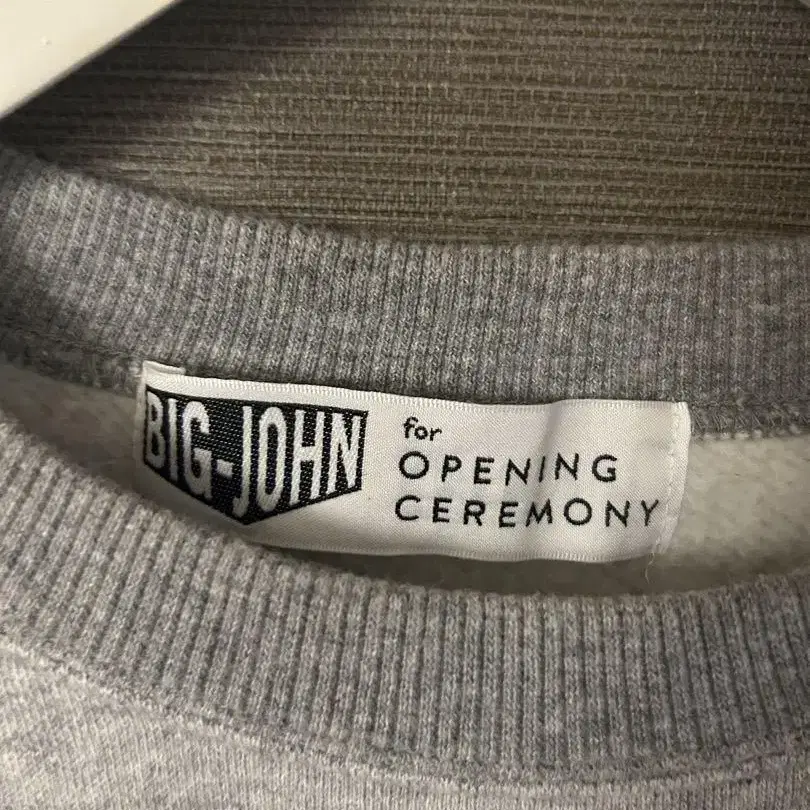 BIG-JOHN
for
OPENING
CEREMONY